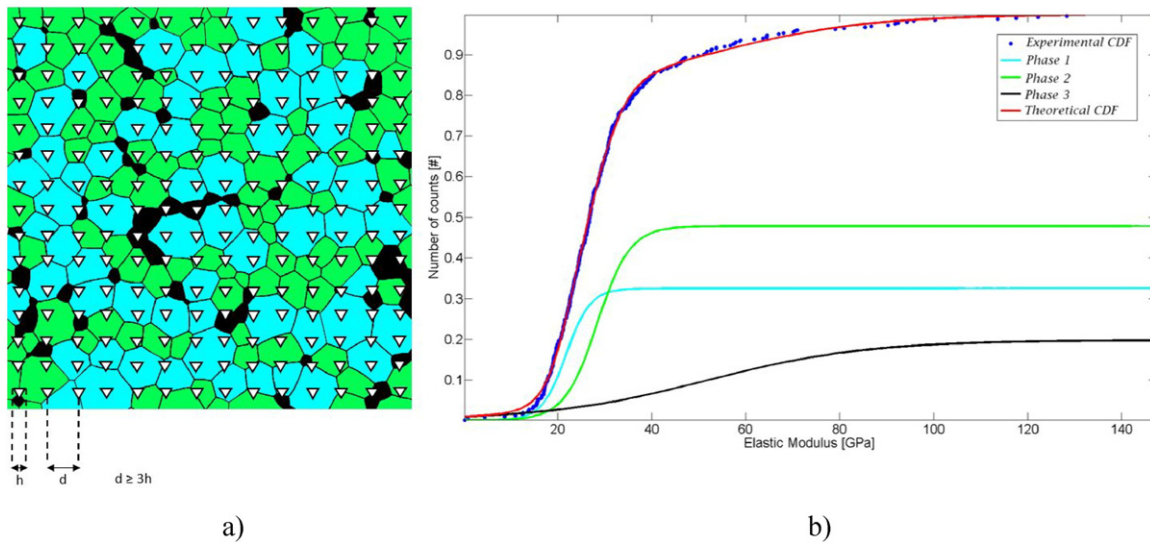 h
d
d ≥ 3h
a)
Number of counts [#]
0.9
0.8
0.7
0.6
0.5
0.4
0.3
0.2
0.1
20
40
60
80
100
120
140
Elastic Modulus [GPa]
Experimental CDF
Phase 1
Phase 2
Phase 3
Theoretical CDF
b)